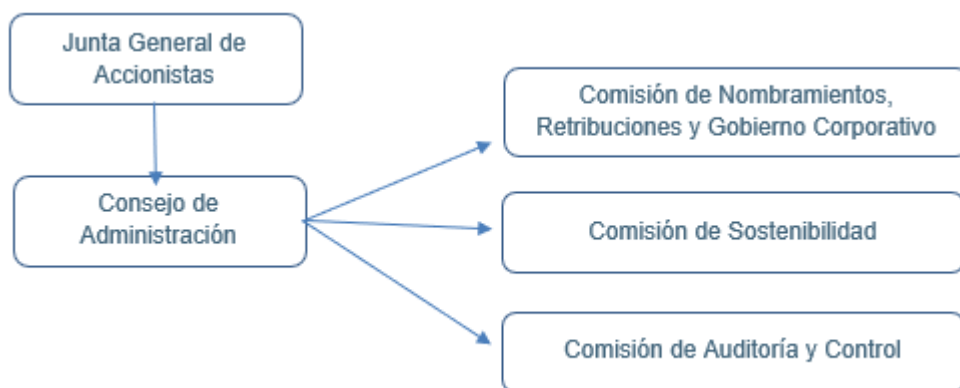 Junta General de
Accionistas
Consejo de
Administración
Comisión de Nombramientos,
Retribuciones y Gobierno Corporativo
Comisión de Sostenibilidad
Comisión de Auditoría y Control